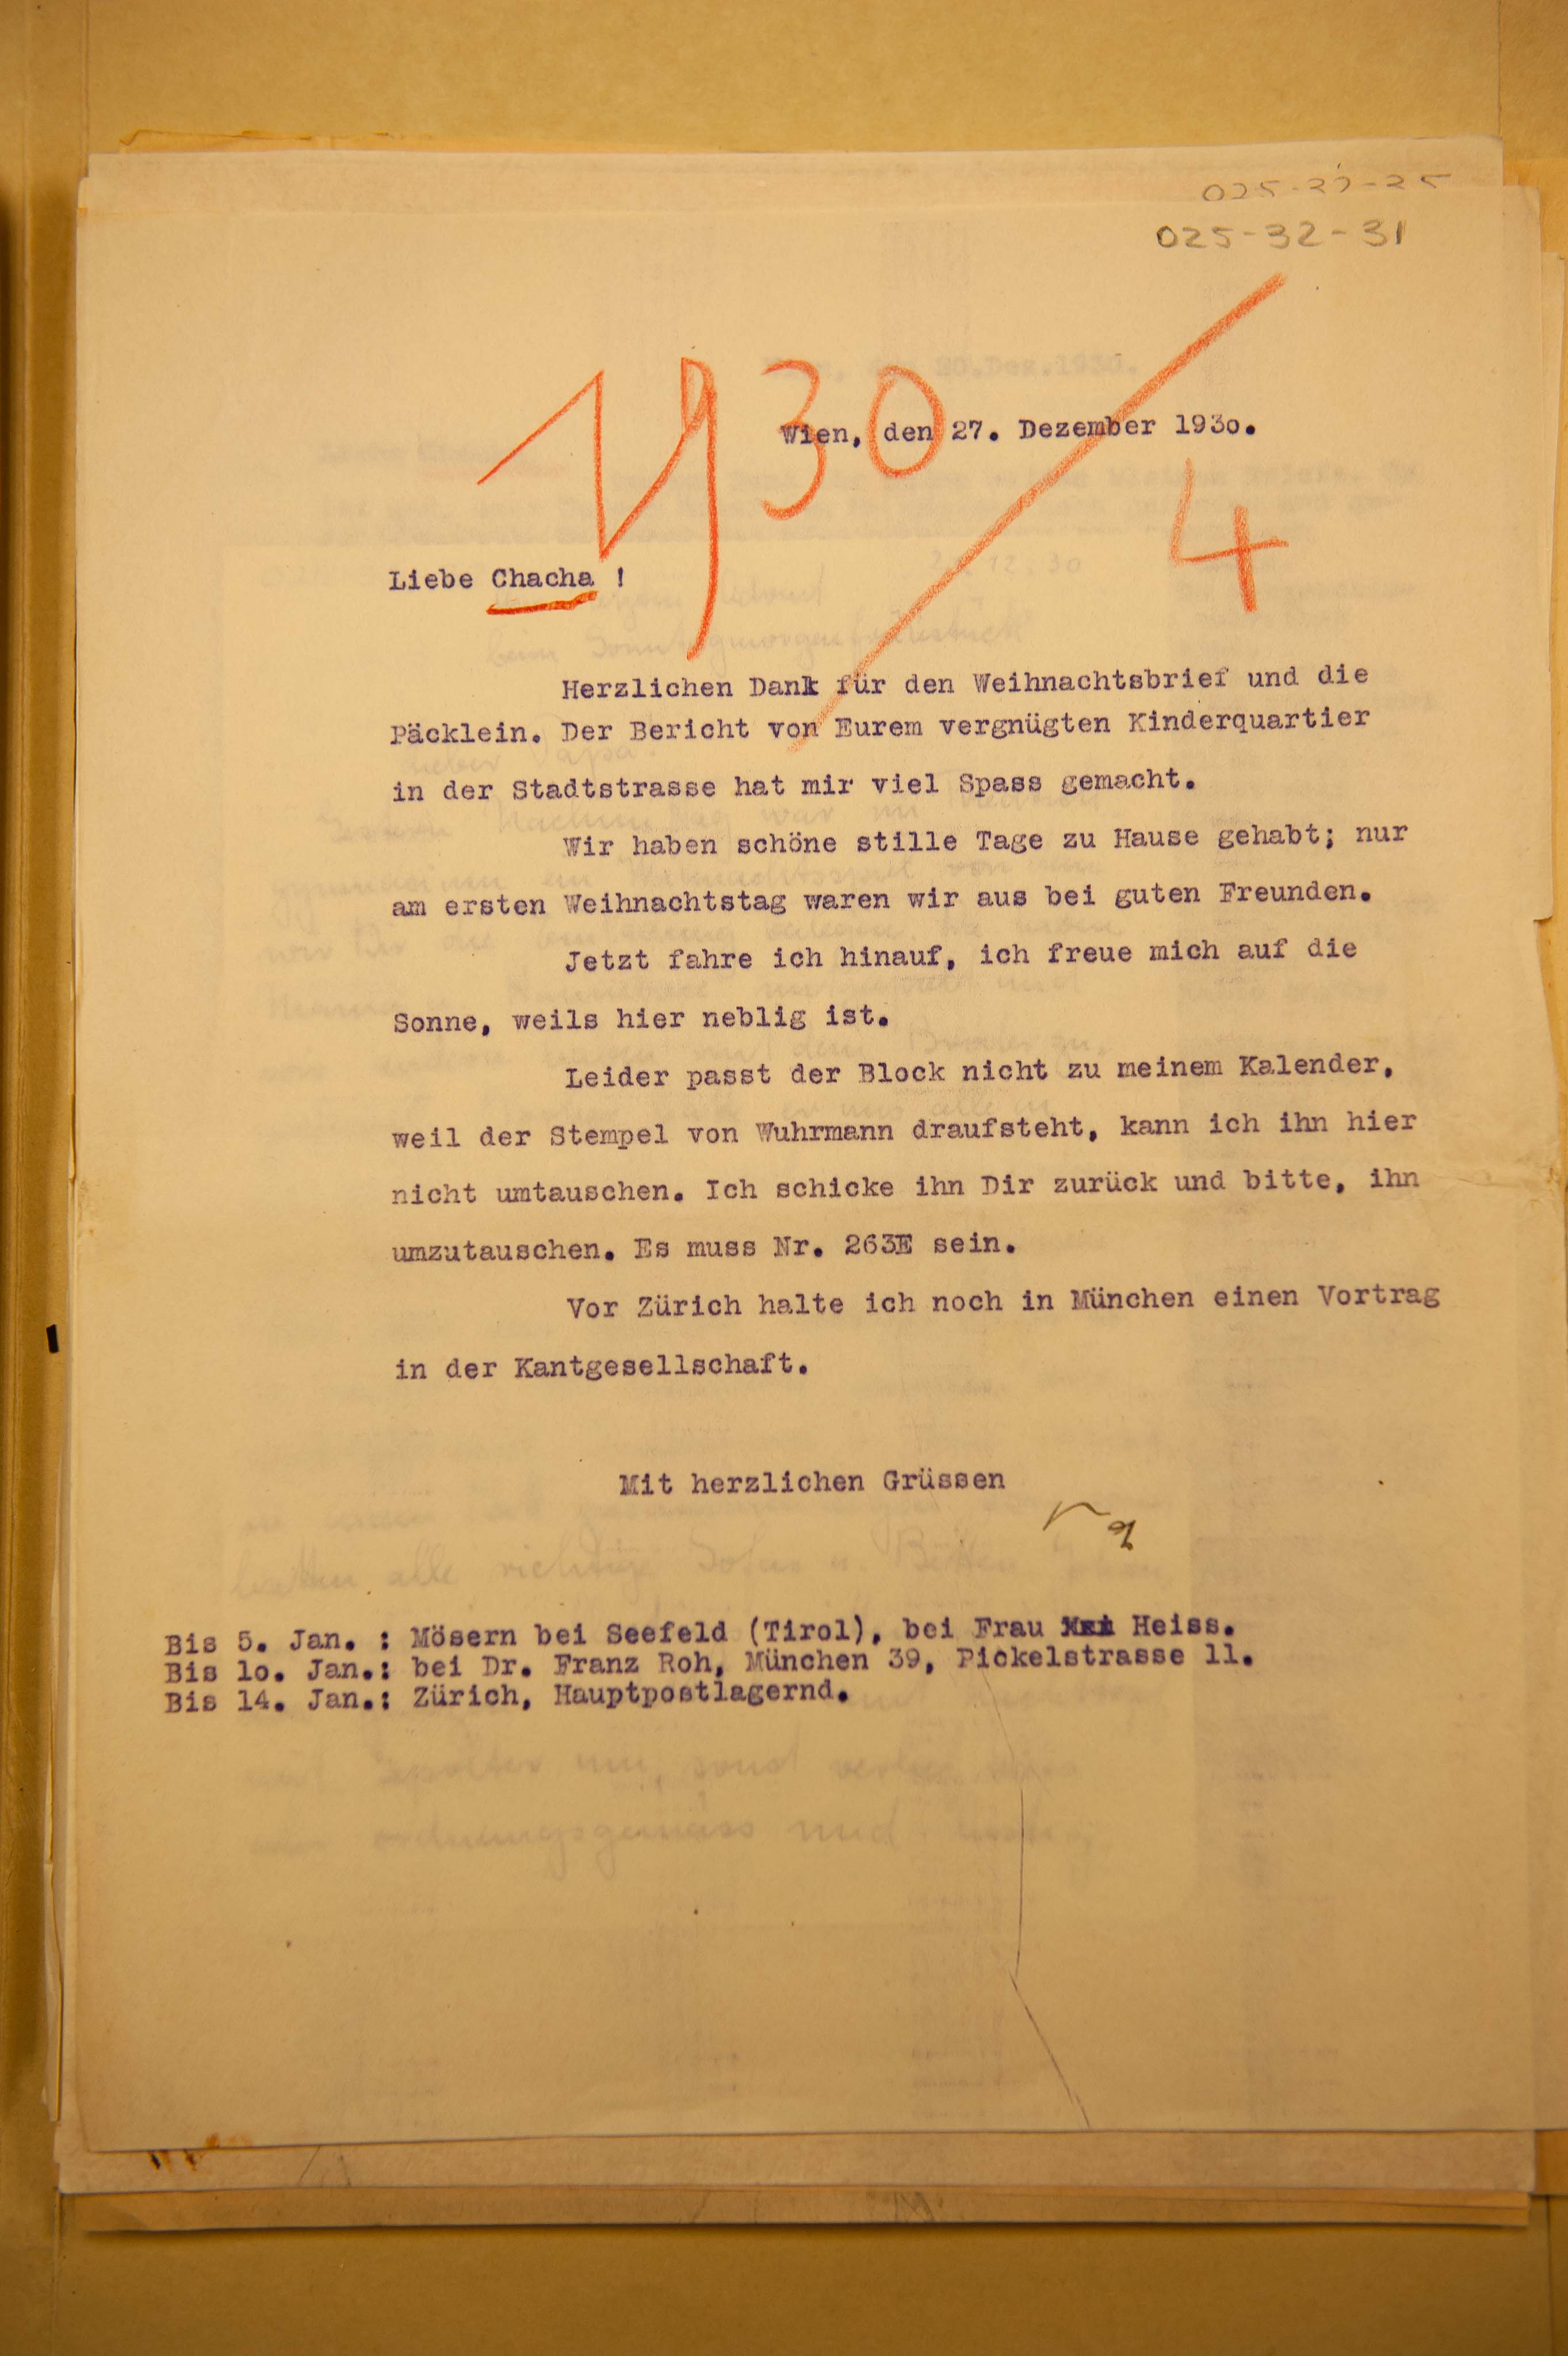 025-32-25
025-32-31
1930/4
Wien, den 27. Dezember 193o.
Liebe Chacha !
Herzlichen Dank für den Weihnachtsbrief und die
Päcklein. Der Bericht von Eurem vergnügten Kinderquartier
in der Stadtstrasse hat mir viel Spass gemacht.
Wir haben schöne stille Tage zu Hause gehabt; nur
am ersten Weihnachtstag waren wir aus bei guten Freunden.
Jetzt fahre ich hinauf, ich freue mich auf die
Sonne, weils hier neblig ist.
Leider passt der Block nicht zu meinem Kalender,
weil der Stempel von Wuhrmann draufsteht, kann ich ihn hier
nicht umtauschen. Ich schicke ihn Dir zurück und bitte, ihn
umzutauschen. Es muss Nr. 263E sein.
Vor Zürich halte ich noch in München einen Vortrag
in der Kantgesellschaft.
Mit herzlichen Grüssen
Bis 5. Jan. : Mösern bei Seefeld (Tirol), bei Frau Heiss.
Bis 1o. Jan.: bei Dr. Franz Roh, München 39, Pickelstrasse 11.
Bis 14. Jan.: Zürich, Hauptpostlagernd.